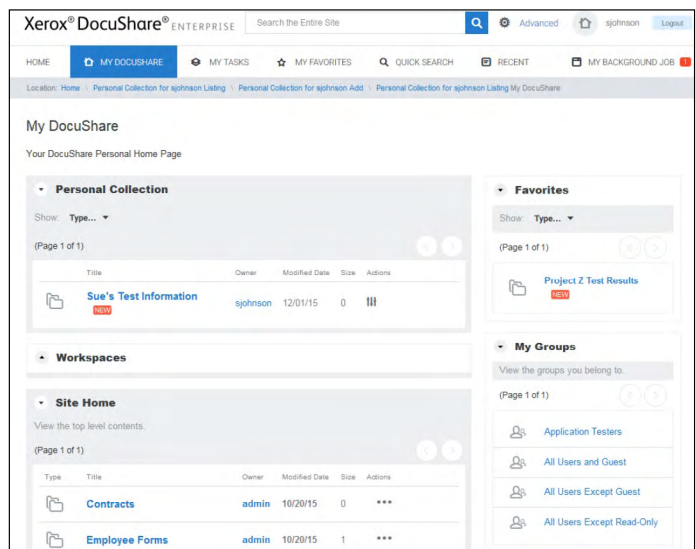 Xerox® DocuShare® ENTERPRISE Search the Entire Site Advanced sjohnson Logout
HOME MY DOCUSHARE MY TASKS MY FAVORITES QUICK SEARCH RECENT MY BACKGROUND JOB 1
Location: Home \ Personal Collection for sjohnson Listing \ Personal Collection for sjohnson Add \ Personal Collection for sjohnson Listing My DocuShare
My DocuShare
Your DocuShare Personal Home Page
Personal Collection
Show: Type...
(Page 1 of 1)
Title Owner Modified Date Size Actions
Sue's Test Information sjohnson 12/01/15 0
NEW
Workspaces
Site Home
View the top level contents.
(Page 1 of 1)
Type Title Owner Modified Date Size Actions
Contracts admin 10/20/15 0
Employee Forms admin 10/20/15 1
Favorites
Show: Type...
(Page 1 of 1)
Project Z Test Results
NEW
My Groups
View the groups you belong to.
(Page 1 of 1)
Application Testers
All Users and Guest
All Users Except Guest
All Users Except Read-Only